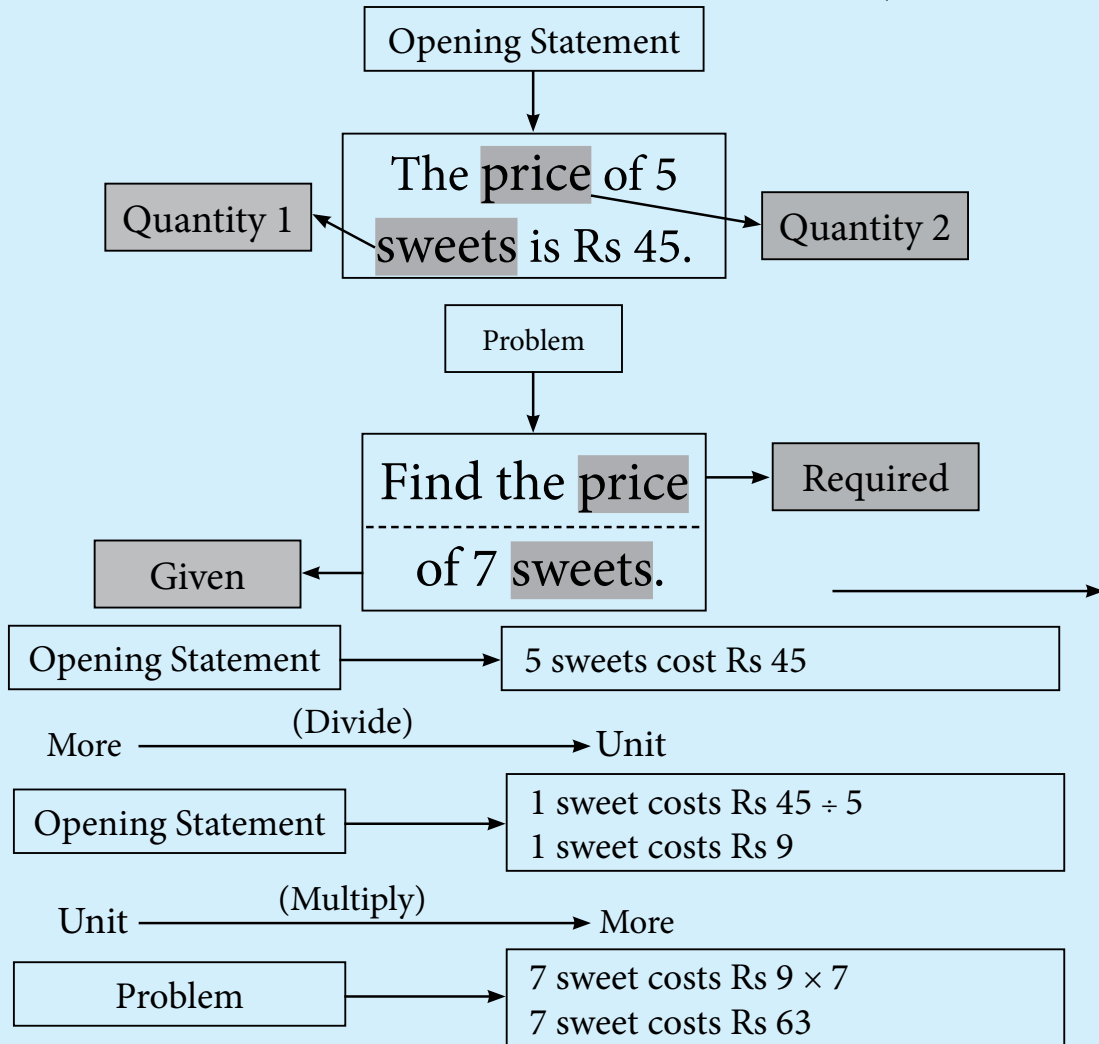 Opening Statement
The price of 5
Quantity 1
sweets is Rs 45.
Quantity 2
Problem
Find the price
Required
of 7 sweets.
Given
Opening Statement
5 sweets cost Rs 45
(Divide)
More
Unit
Opening Statement
1 sweet costs Rs 45 ÷ 5
1 sweet costs Rs 9
(Multiply)
Unit
More
Problem
7 sweet costs Rs 9 × 7
7 sweet costs Rs 63